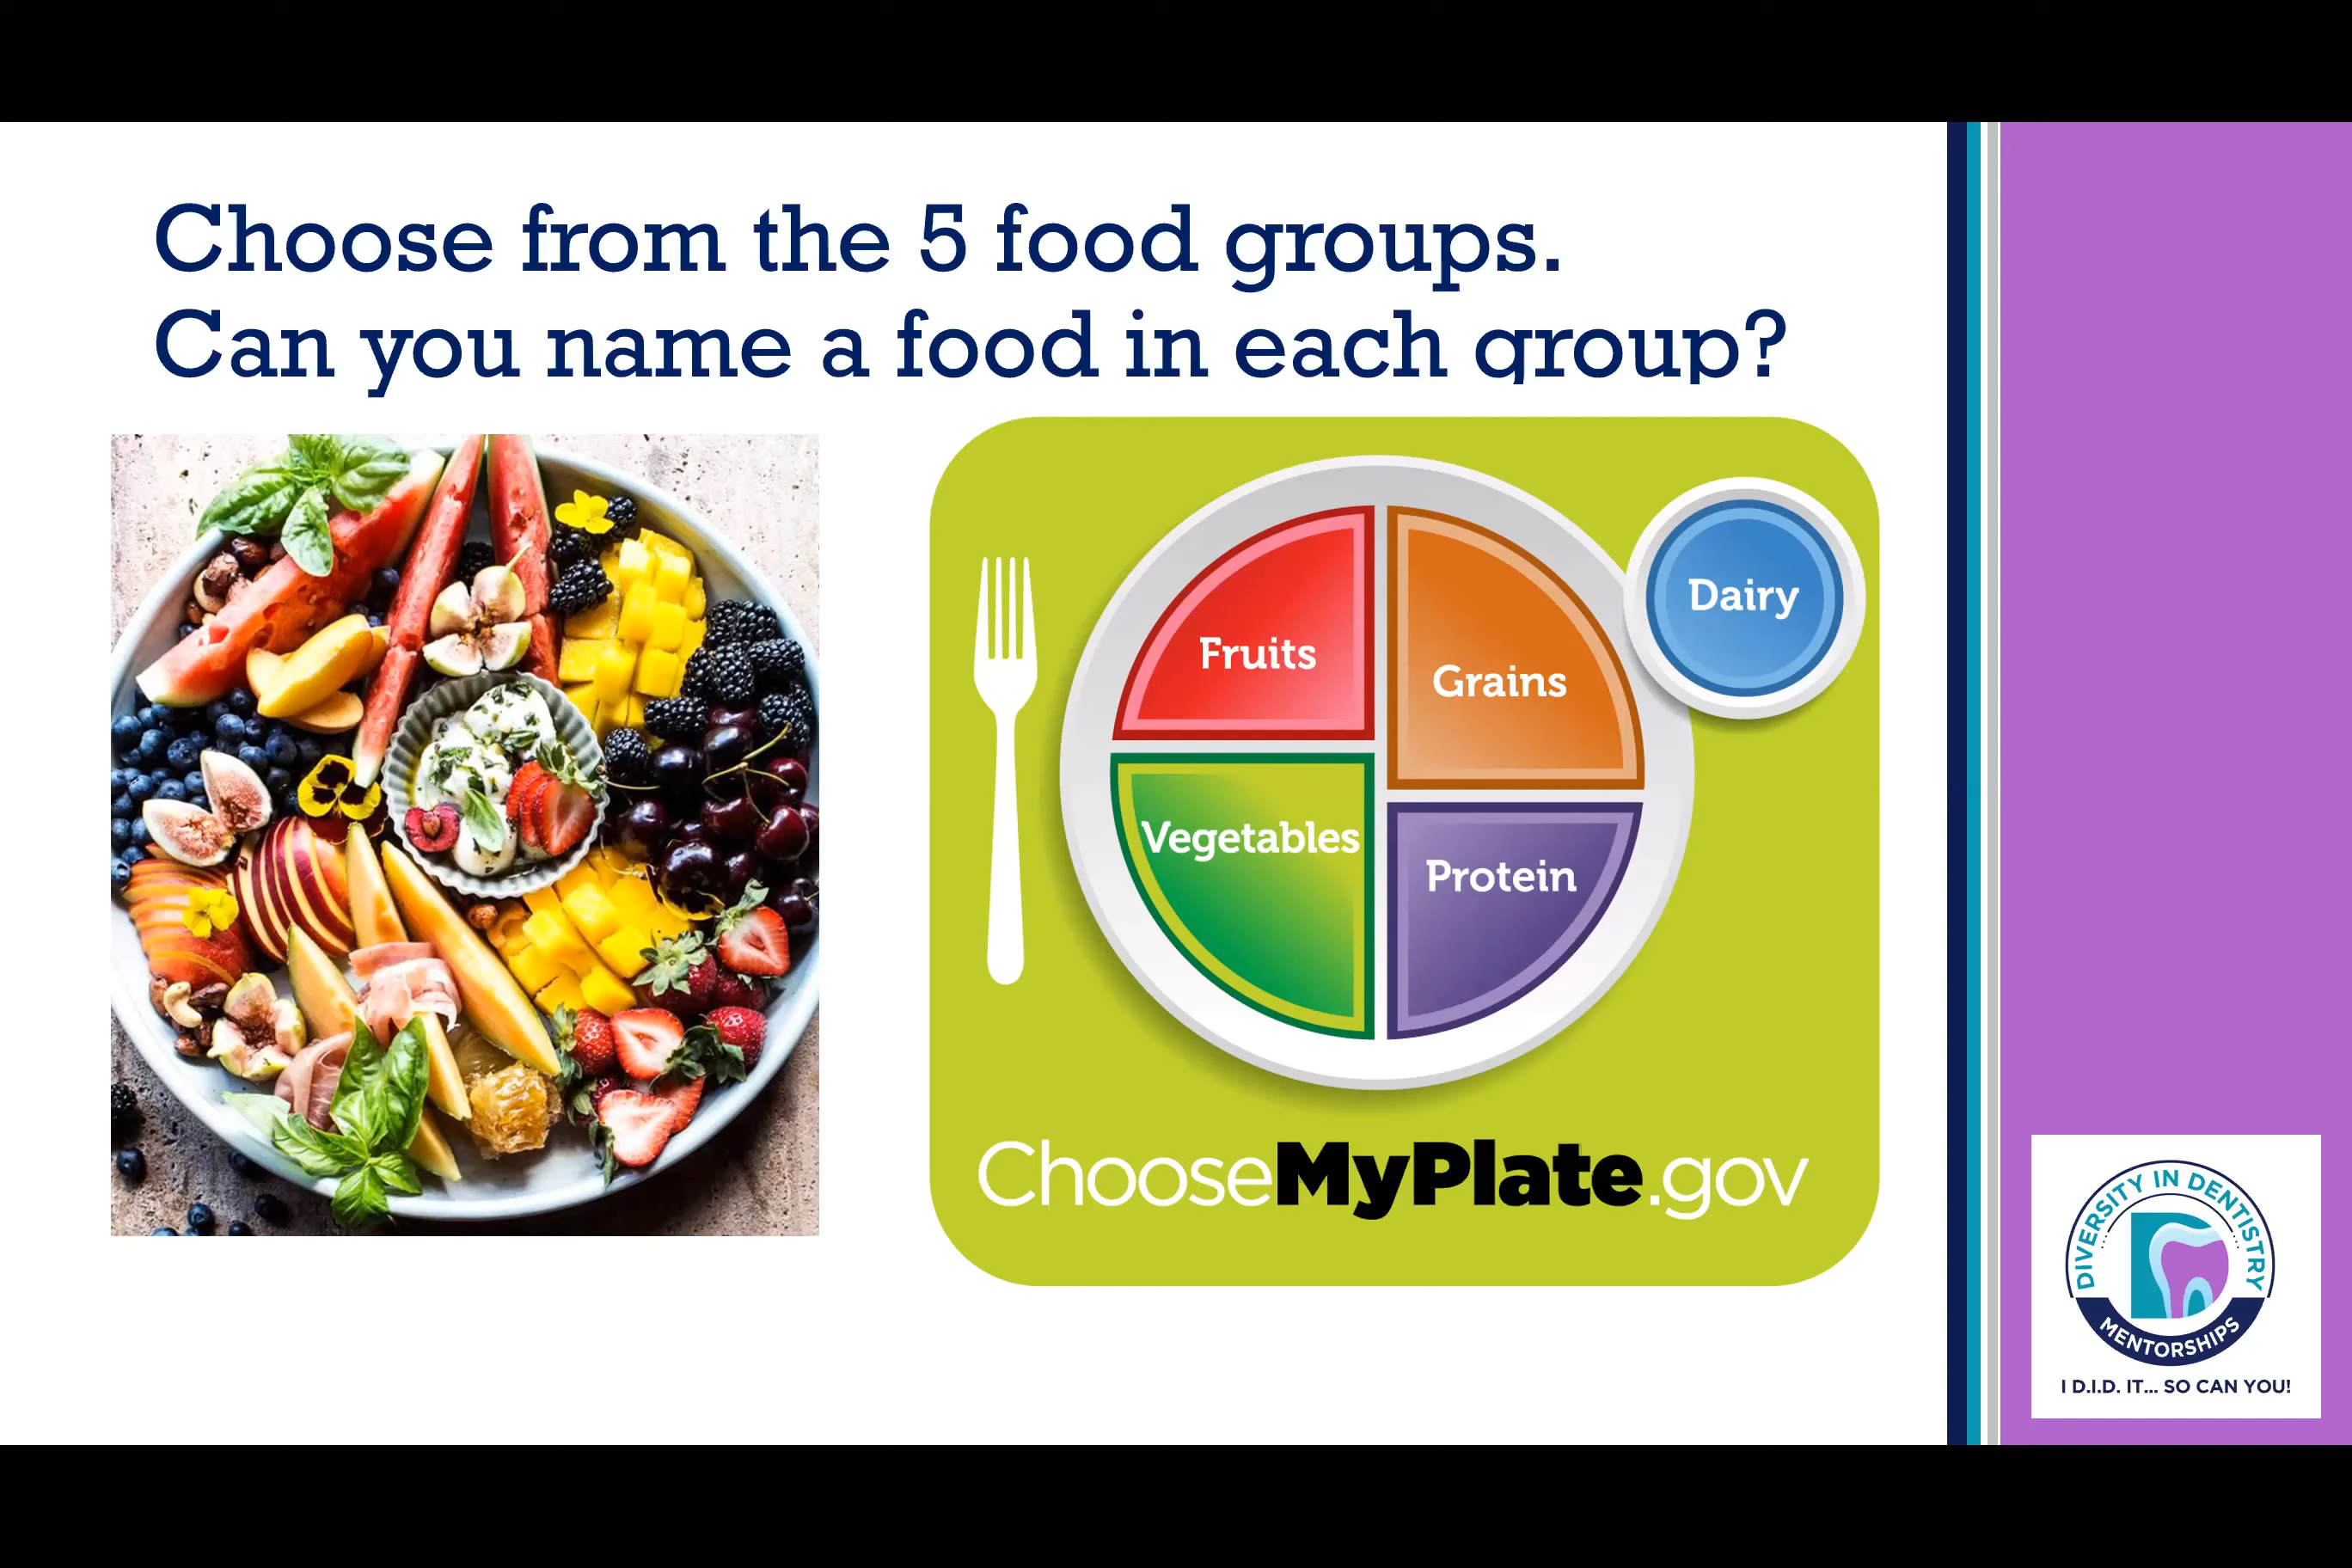 Choose from the 5 food groups.
Can you name a food in each group?
Fruits
Grains
Dairy
Vegetables
Protein
ChooseMyPlate.gov
DIVERSITY IN DENTISTRY
MENTORSHIPS
I D.I.D. IT... SO CAN YOU!